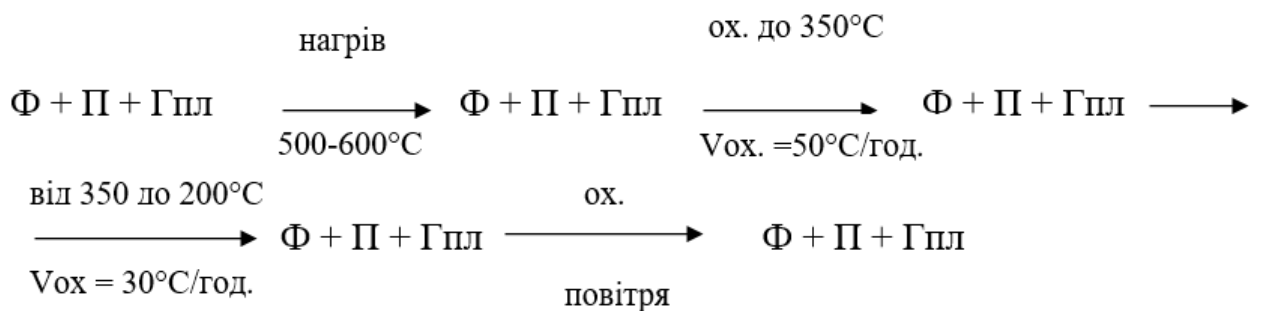 нагрів
ох. до 350°С
Ф + П + Гпл
Ф + П + Гпл
Ф + П + Гпл
500-600°С
Vох. =50°С/год.
від 350 до 200°С
ох.
Ф + П + Гпл
Ф + П + Гпл
Vох = 30°С/год.
повітря